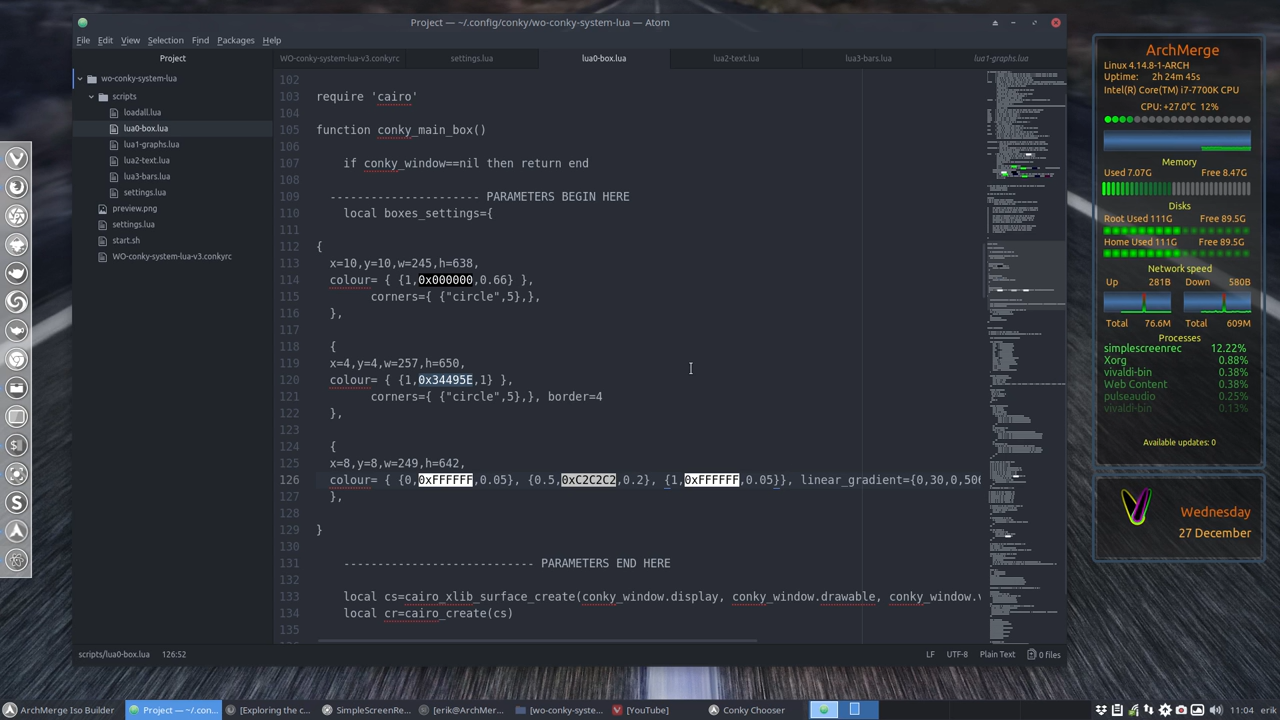 Project — ~/.config/conky/wo-conky-system-lua — Atom
File Edit View Selection Find Packages Help
Project
WO-conky-system-lua-v3.conkyrc settings.lua lua0-box.lua lua2-text.lua lua3-bars.lua lua1-graphs.lua
wo-conky-system-lua
scripts
loadall.lua
lua0-box.lua
lua1-graphs.lua
lua2-text.lua
lua3-bars.lua
settings.lua
preview.png
settings.lua
start.sh
WO-conky-system-lua-v3.conkyrc
102
103 require 'cairo'
104
105 function conky_main_box()
106
107 if conky_window==nil then return end
108
109 --------------------- PARAMETERS BEGIN HERE
110 local boxes_settings={
111
112 {
113 x=10,y=10,w=245,h=638,
114 colour= { {1,0x000000,0.66} },
115 corners={ {"circle",5},},
116 },
117
118 {
119 x=4,y=4,w=257,h=650,
120 colour= { {1,0x34495E,1} },
121 corners={ {"circle",5},}, border=4
122 },
123
124 {
125 x=8,y=8,w=249,h=642,
126 colour= { {0,0xFFFFFF,0.05}, {0.5,0xC2C2C2,0.2}, {1,0xFFFFFF,0.05}}, linear_gradient={0,30,0,500
127 },
128
129 }
130
131 ---------------------------- PARAMETERS END HERE
132
133 local cs=cairo_xlib_surface_create(conky_window.display, conky_window.drawable, conky_window.v
134 local cr=cairo_create(cs)
135
scripts/lua0-box.lua 126:52 LF UTF-8 Plain Text 0 files
ArchMerge
Linux 4.14.8-1-ARCH
Uptime: 2h 24m 45s
Intel(R) Core(TM) i7-7700K CPU
CPU: +27.0°C 12%
Memory
Used 7.07G Free 8.47G
Disks
Root Used 111G Free 89.5G
Home Used 111G Free 89.5G
Network speed
Up 281B Down 580B
Total 76.6M Total 609M
Processes
simplescreenrec 12.22%
Xorg 0.88%
vivaldi-bin 0.38%
Web Content 0.38%
pulseaudio 0.25%
vivaldi-bin 0.13%
Available updates: 0
Wednesday
27 December
ArchMerge Iso Builder Project — ~/.con... [Exploring the c... SimpleScreenRe... [erik@ArchMerg... [wo-conky-syste... [YouTube] Conky Chooser 11:04 erik